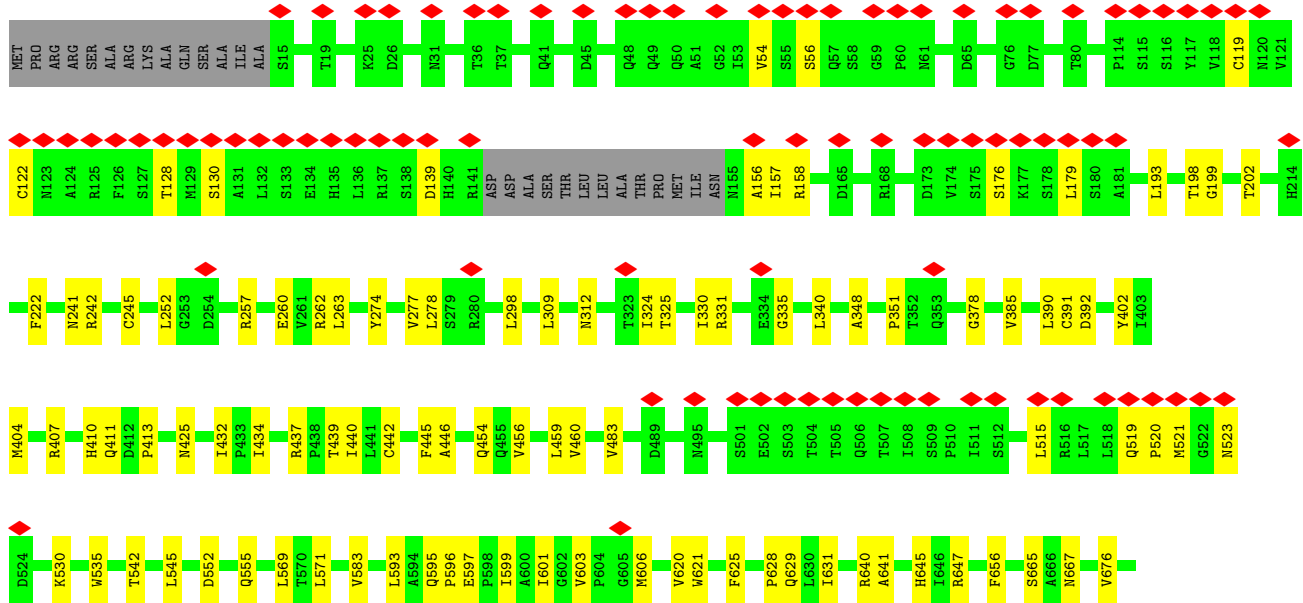 MET PRO ARG ARG SER ALA ARG LYS ALA GLN SER ALA ILE ALA S15 T19 K25 D26 N31 T36 T37 Q41 D45 Q48 Q49 Q50 A51 G52 I53 V54 S55 S56 Q57 S58 G59 P60 N61 D65 G76 D77 T80 P114 S115 S116 Y117 V118 C119 N120 V121
C122 N123 A124 R125 F126 S127 T128 M129 S130 A131 L132 S133 E134 H135 L136 R137 S138 D139 H140 R141 ASP ASP ALA SER THR LEU LEU ALA THR PRO MET ILE ASN N155 A156 I157 R158 D165 R168 D173 V174 S175 S176 K177 S178 L179 S180 A181 L193 T198 G199 T202 H214
F222 N241 R242 C245 L252 G253 D254 R257 E260 V261 R262 L263 Y274 V277 L278 S279 R280 L298 L309 N312 T323 I324 T325 I330 R331 E334 G335 L340 A348 P351 T352 Q353 G378 V385 L390 C391 D392 Y402 I403
M404 R407 H410 Q411 D412 P413 N425 I432 P433 I434 R437 P438 T439 I440 L441 C442 F445 A446 Q454 Q455 V456 L459 V460 V483 D489 N495 S501 E502 S503 T504 T505 Q506 T507 I508 S509 P510 I511 S512 L515 R516 L517 L518 Q519 P520 M521 G522 N523
D524 K530 W535 T542 L545 D552 Q555 L569 T570 L571 V583 L593 A594 Q595 P596 E597 P598 I599 A600 I601 G602 V603 P604 G605 M606 V620 W621 F625 P628 Q629 L630 I631 R640 A641 H645 I646 R647 F656 S665 A666 N667 V676